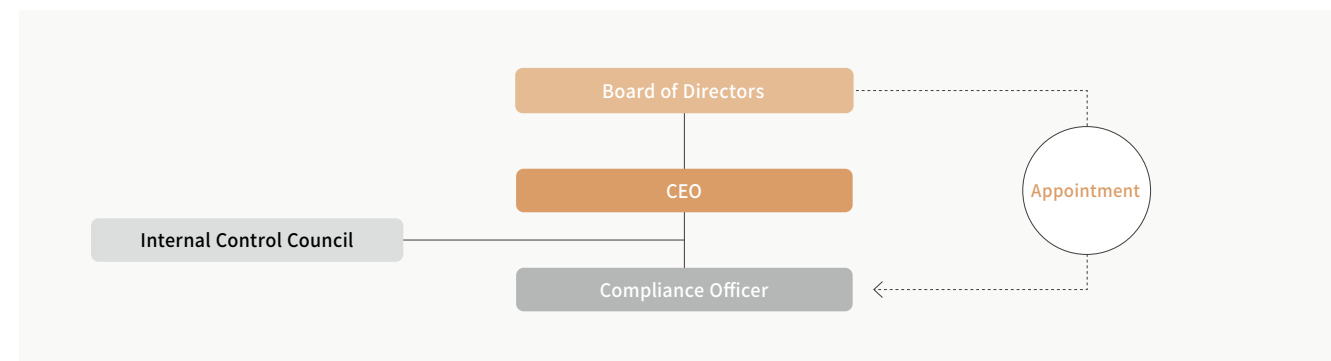 Board of Directors
CEO
Appointment
Internal Control Council
Compliance Officer